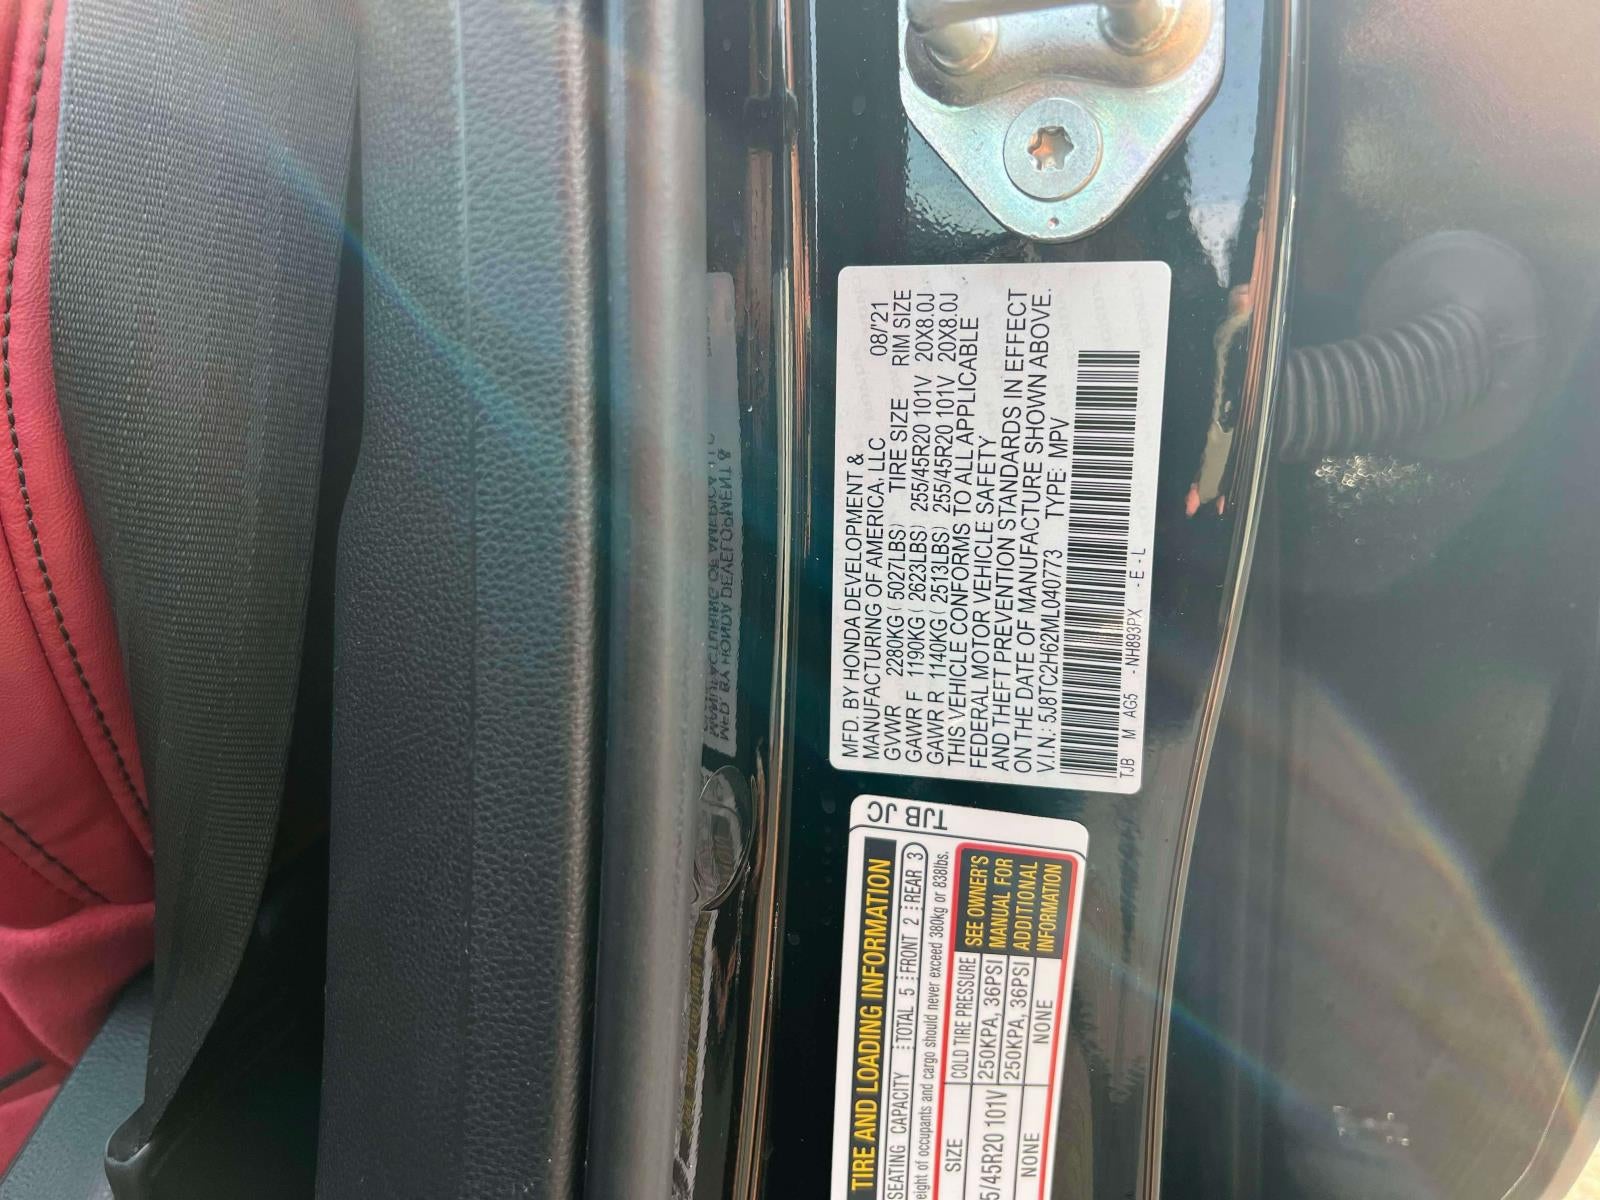 MFD. BY HONDA DEVELOPMENT &
MANUFACTURING OF AMERICA, LLC 08/'21
GVWR 2280KG( 5027LBS) TIRE SIZE RIM SIZE
GAWR F 1190KG( 2623LBS) 255/45R20 101V 20X8.0J
GAWR R 1140KG( 2513LBS) 255/45R20 101V 20X8.0J
THIS VEHICLE CONFORMS TO ALL APPLICABLE
FEDERAL MOTOR VEHICLE SAFETY
AND THEFT PREVENTION STANDARDS IN EFFECT
ON THE DATE OF MANUFACTURE SHOWN ABOVE.
V.I.N.: 5J8TC2H62ML040773 TYPE: MPV
TJB M AG5 -NH893PX -E -L
TJB JC
TIRE AND LOADING INFORMATION
SEATING CAPACITY TOTAL 5 FRONT 2 REAR 3
of occupants and cargo should never exceed 380kg or 838lbs.
SIZE COLD TIRE PRESSURE
5/45R20 101V 250KPA, 36PSI
250KPA, 36PSI
NONE NONE
SEE OWNER'S
MANUAL FOR
ADDITIONAL
INFORMATION